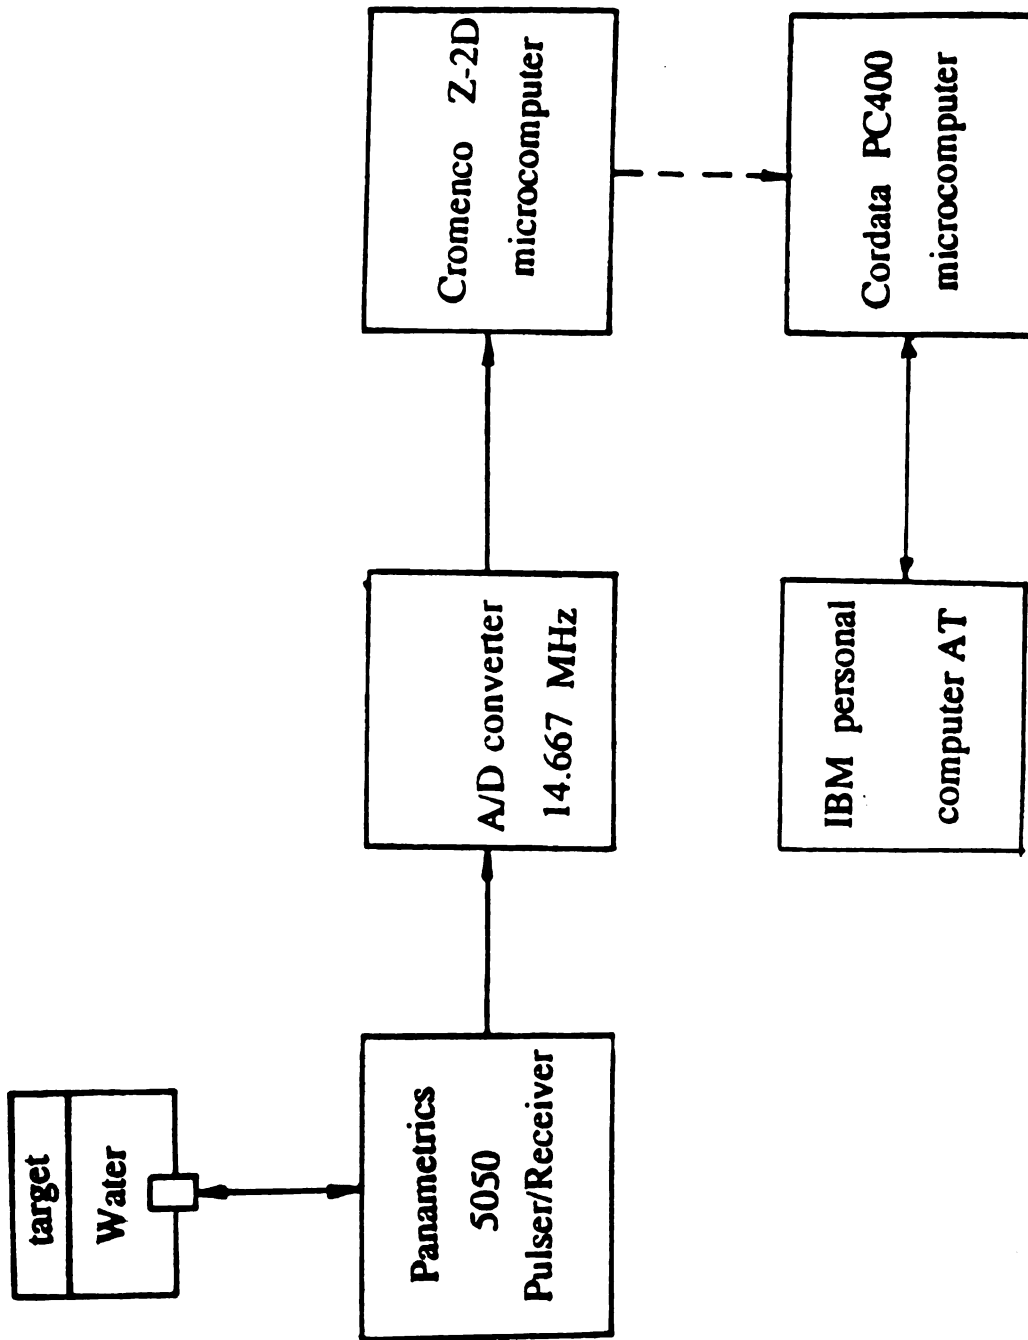 target
Water
Panametrics
5050
Pulser/Receiver
A/D converter
14.667 MHz
Cromenco Z-2D
microcomputer
IBM personal
computer AT
Cordata PC400
microcomputer